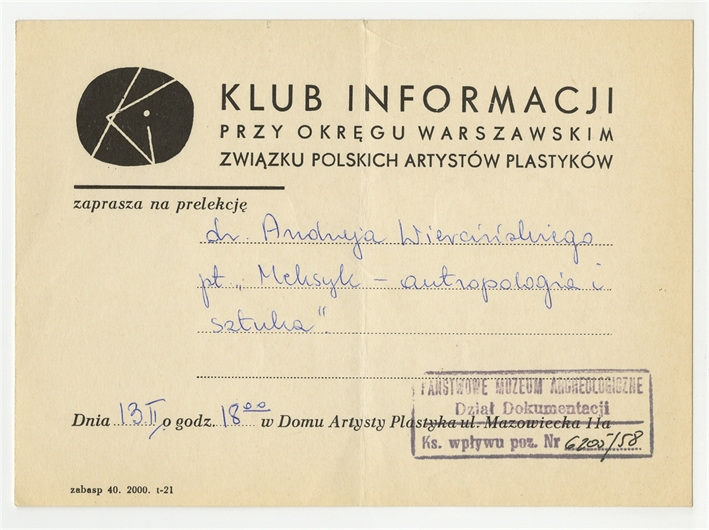 KLUB INFORMACJI
PRZY OKRĘGU WARSZAWSKIM
ZWIĄZKU POLSKICH ARTYSTÓW PLASTYKÓW
zaprasza na prelekcję
dr. Andrzeja Wiercińskiego
pt „Meksyk – antropologia i
sztuka".
Dnia 13 II o godz. 18⁰⁰ w Domu Artysty Plastyka ul. Mazowiecka 11a
PAŃSTWOWE MUZEUM ARCHEOLOGICZNE
Dział Dokumentacji
Ks. wpływu poz. Nr 6205/58
zabasp 40. 2000. t-21